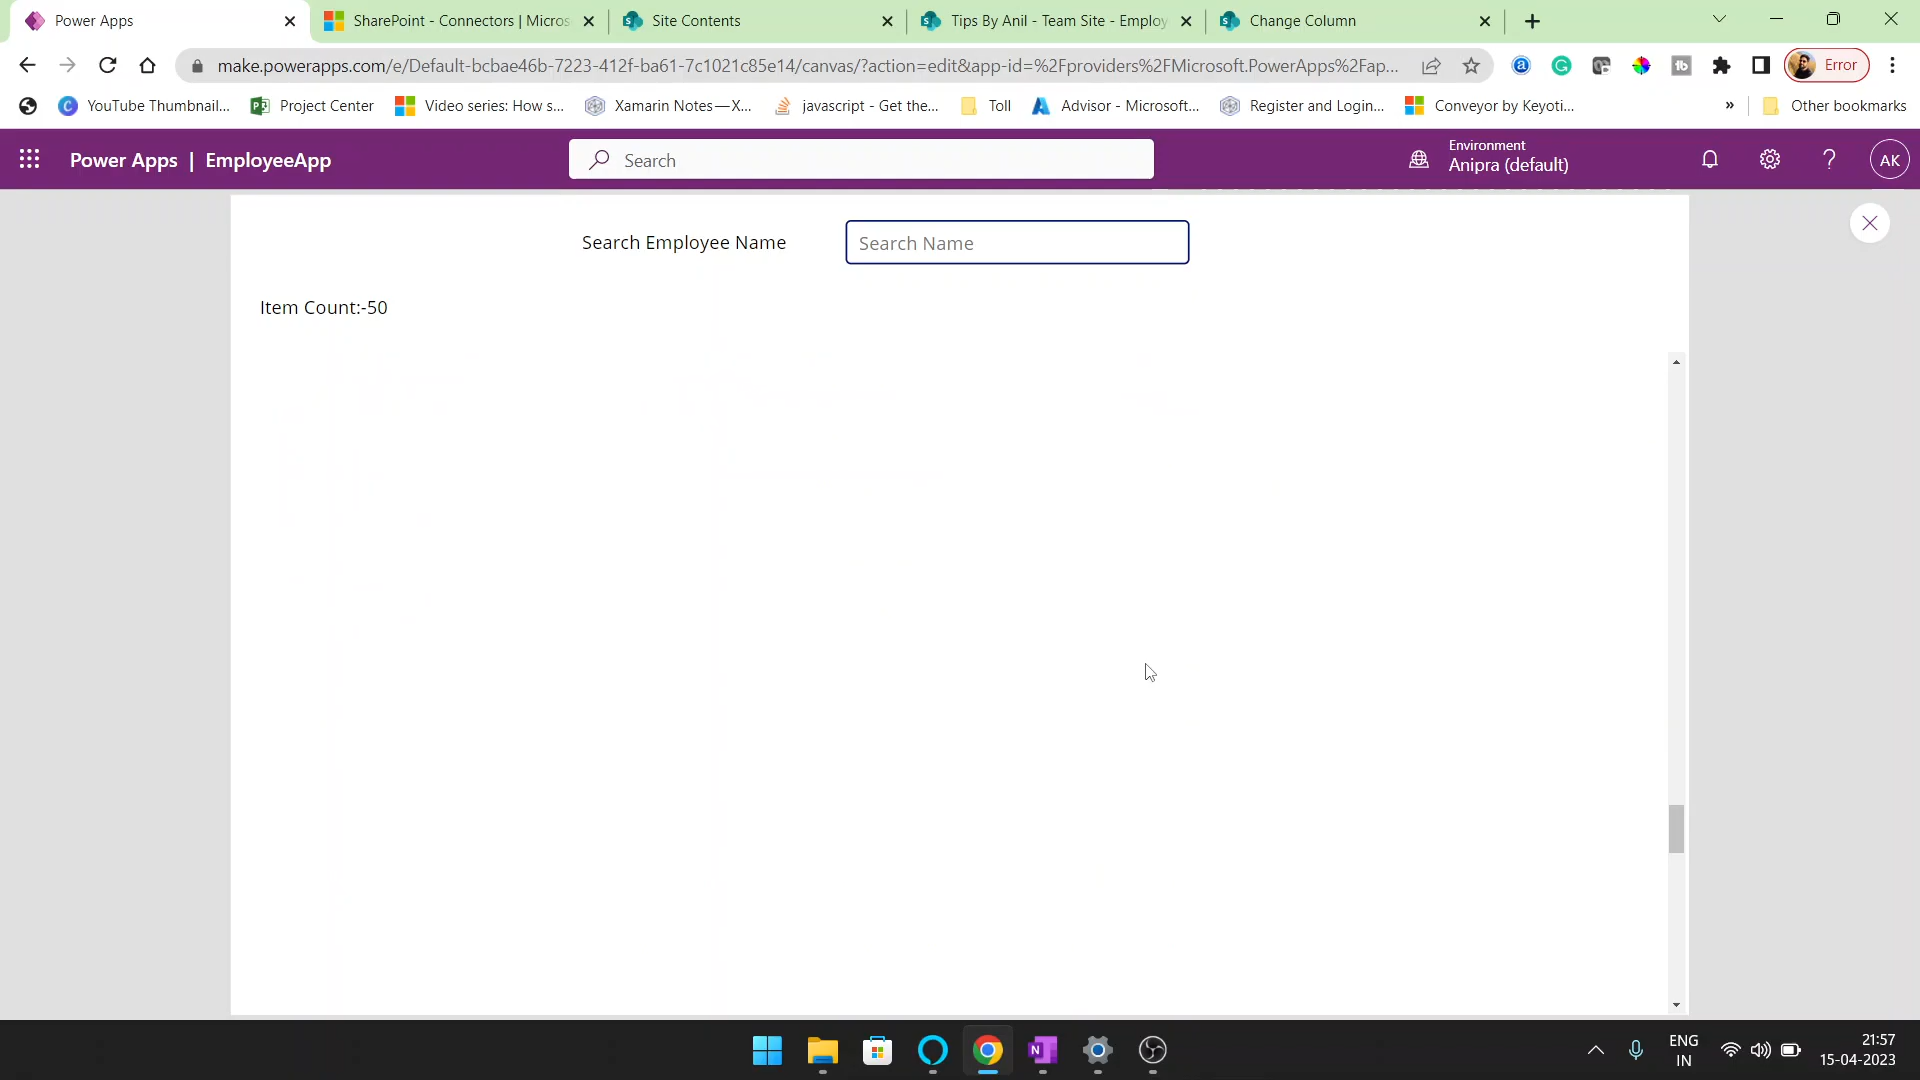 Power Apps
SharePoint - Connectors | Micros
Site Contents
Tips By Anil - Team Site - Employ
Change Column
make.powerapps.com/e/Default-bcbae46b-7223-412f-ba61-7c1021c85e14/canvas/?action=edit&app-id=%2Fproviders%2FMicrosoft.PowerApps%2Fap...
Error
YouTube Thumbnail...
Project Center
Video series: How s...
Xamarin Notes—X...
javascript - Get the...
Toll
Advisor - Microsoft...
Register and Login...
Conveyor by Keyoti...
»
Other bookmarks
Power Apps | EmployeeApp
Search
Environment
Anipra (default)
AK
Search Employee Name
Search Name
Item Count:-50
ENG
IN
21:57
15-04-2023